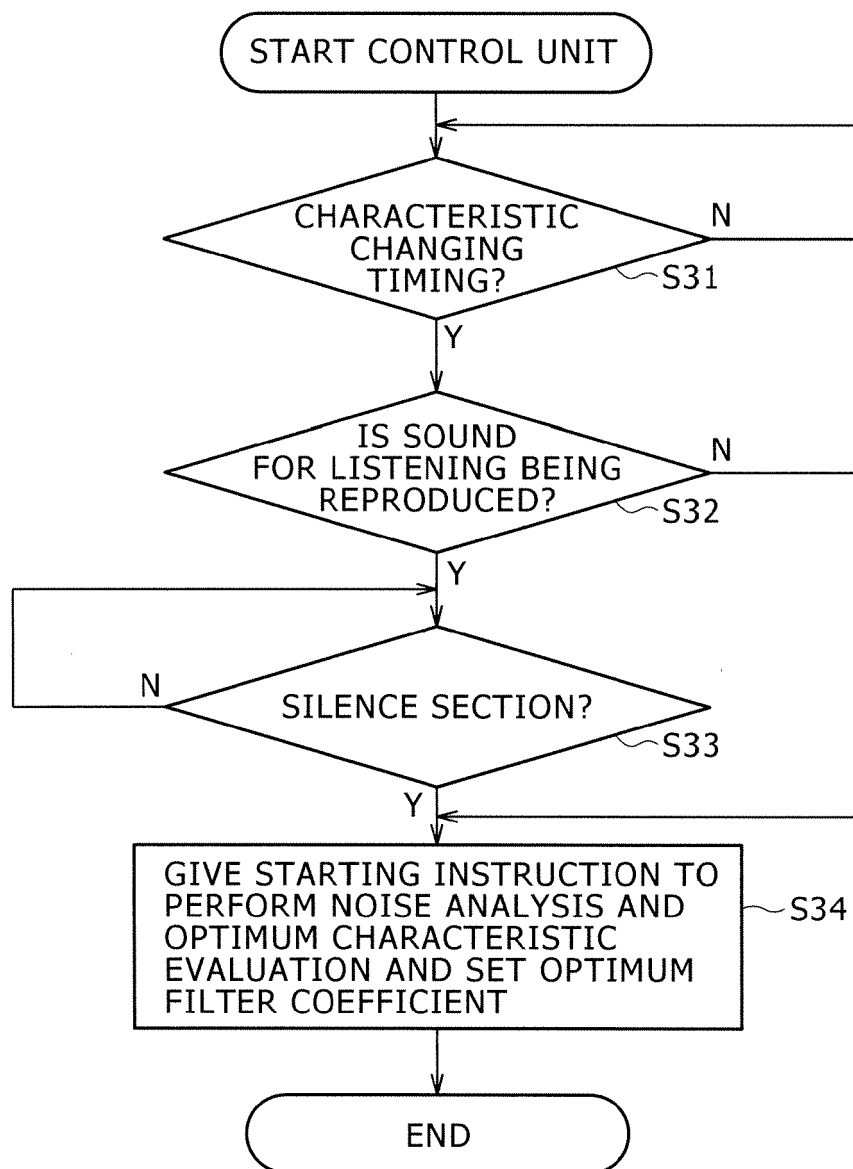 START CONTROL UNIT
CHARACTERISTIC
CHANGING
TIMING?
N
S31
Y
IS SOUND
FOR LISTENING BEING
REPRODUCED?
N
S32
Y
SILENCE SECTION?
N
S33
Y
GIVE STARTING INSTRUCTION TO
PERFORM NOISE ANALYSIS AND
OPTIMUM CHARACTERISTIC
EVALUATION AND SET OPTIMUM
FILTER COEFFICIENT
S34
END